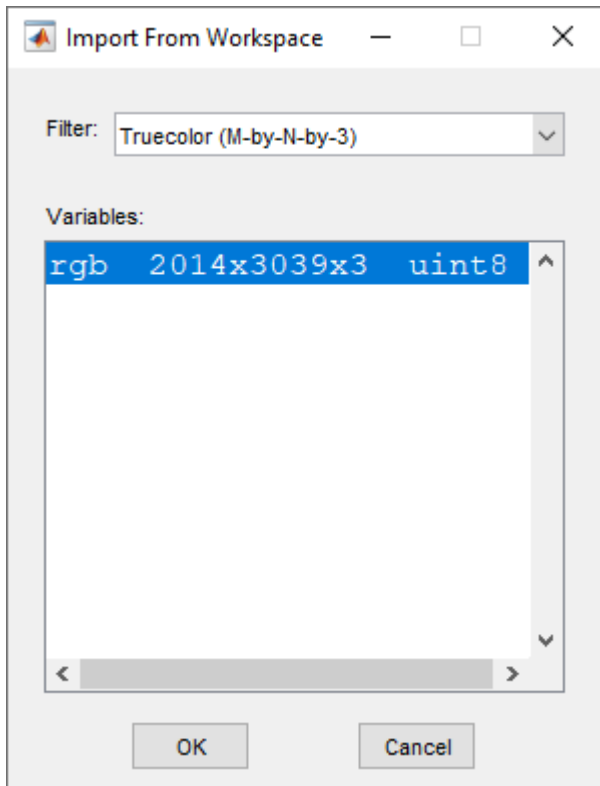 Import From Workspace
Filter: Truecolor (M-by-N-by-3)
Variables:
rgb 2014x3039x3 uint8
OK Cancel